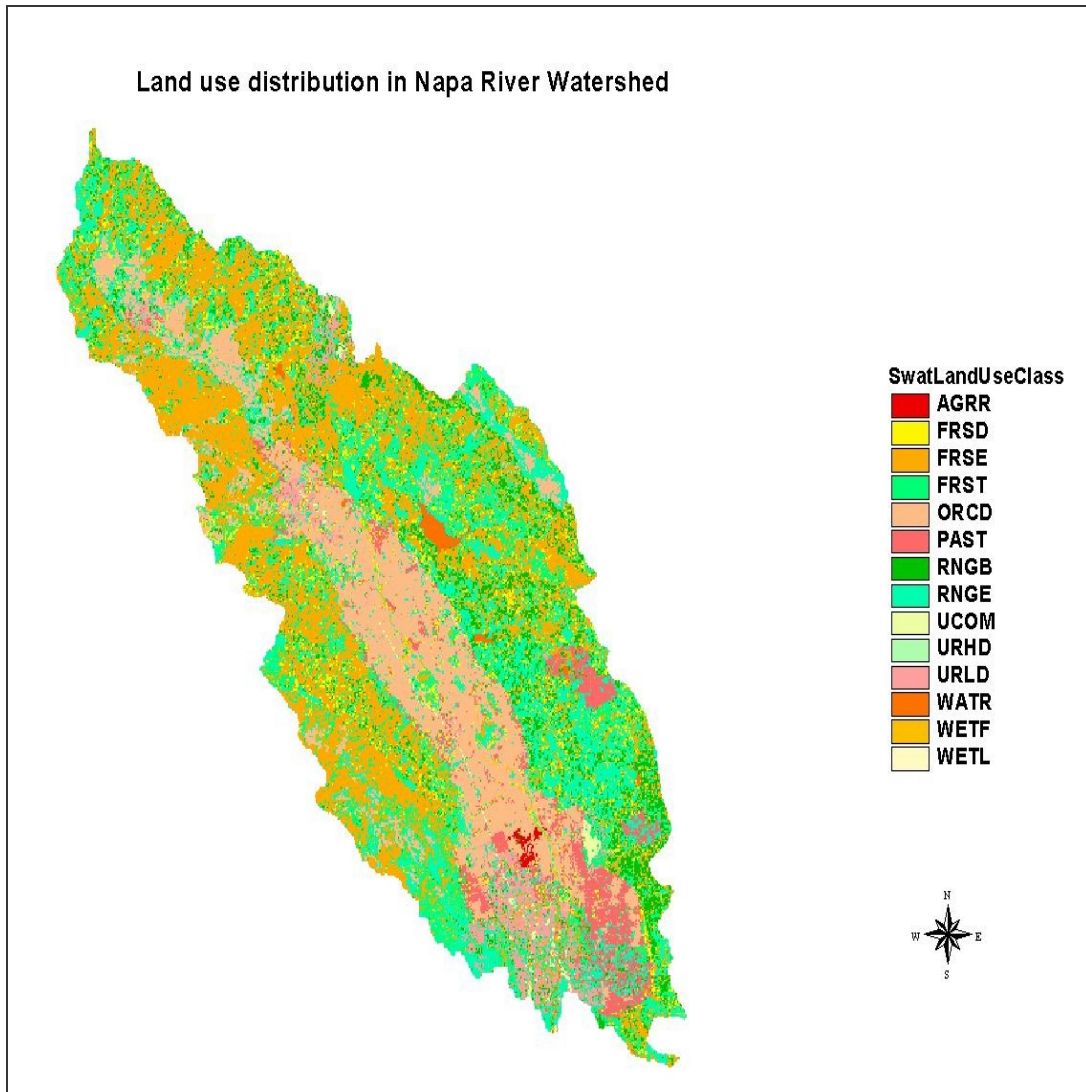 Land use distribution in Napa River Watershed
SwatLandUseClass
AGRR
FRSD
FRSE
FRST
ORCD
PAST
RNGB
RNGE
UCOM
URHD
URLD
WATR
WETF
WETL
N
W E
S